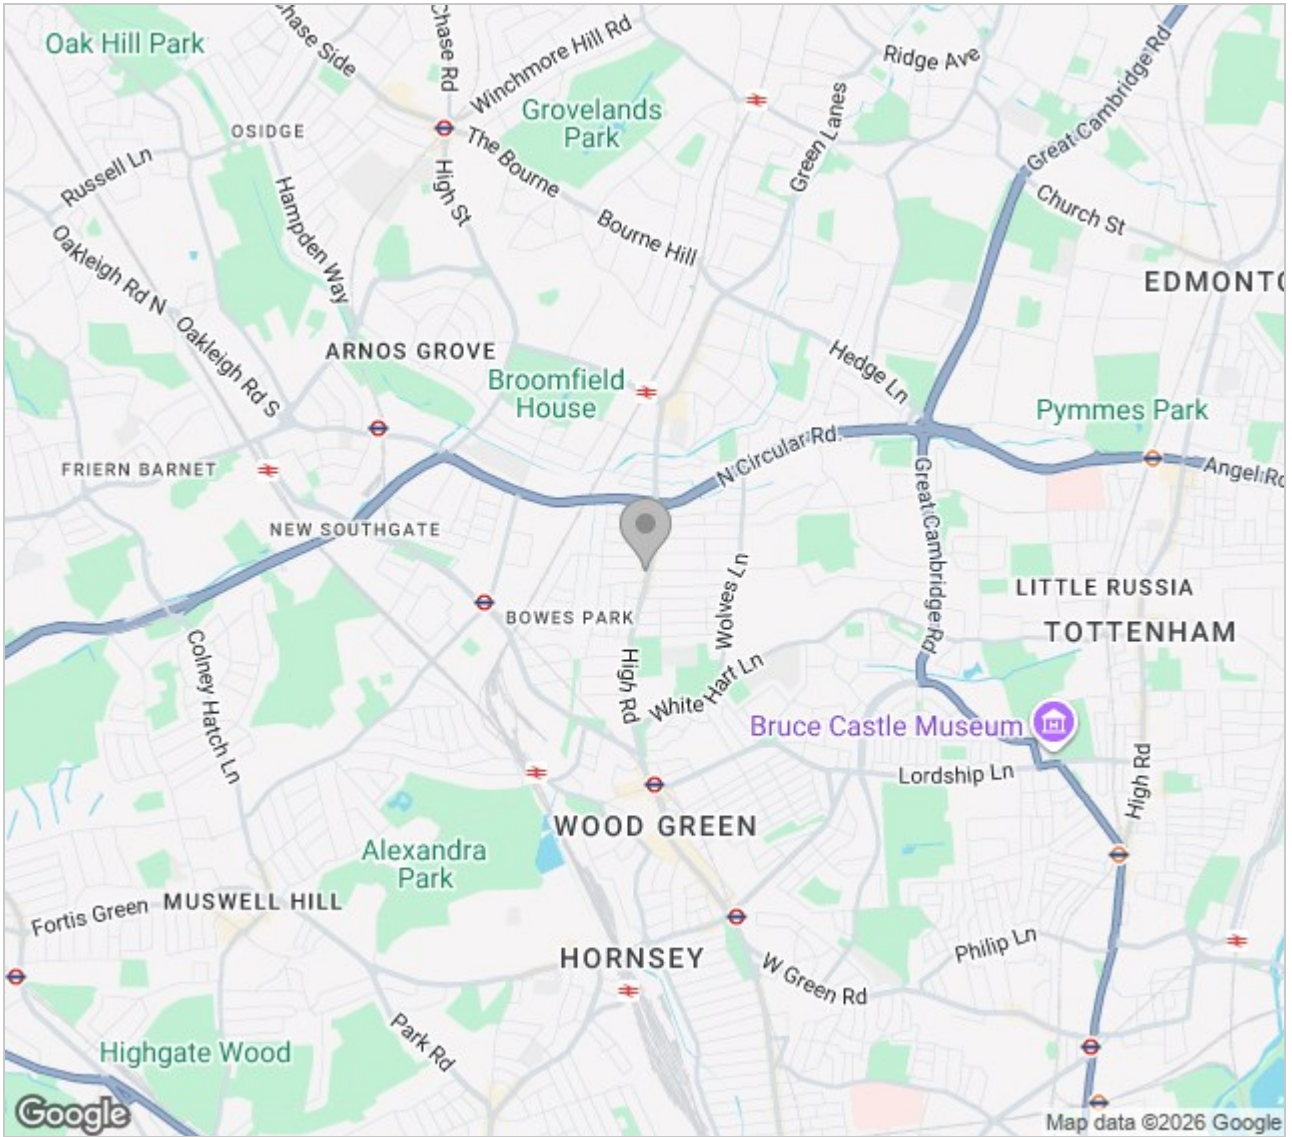 Oak Hill Park
Chase Side
Chase Rd
Winchmore Hill Rd
Ridge Ave
Great Cambridge Rd
Grovelands
Park
Green Lanes
OSIDGE
The Bourne
Russell Ln
High St
Hampden Way
Church St
Bourne Hill
Oakleigh Rd N
EDMONTO
Oakleigh Rd S
ARNOS GROVE
Hedge Ln
Broomfield
House
Pymmes Park
N Circular Rd
FRIERN BARNET
Angel Rd
Great Cambridge Rd
NEW SOUTHGATE
Wolves Ln
LITTLE RUSSIA
BOWES PARK
TOTTENHAM
High Rd
Colney Hatch Ln
White Hart Ln
Bruce Castle Museum
Lordship Ln
High Rd
WOOD GREEN
Alexandra
Park
MUSWELL HILL
Fortis Green
HORNSEY
Philip Ln
W Green Rd
Park Rd
Highgate Wood
Google
Map data ©2026 Google